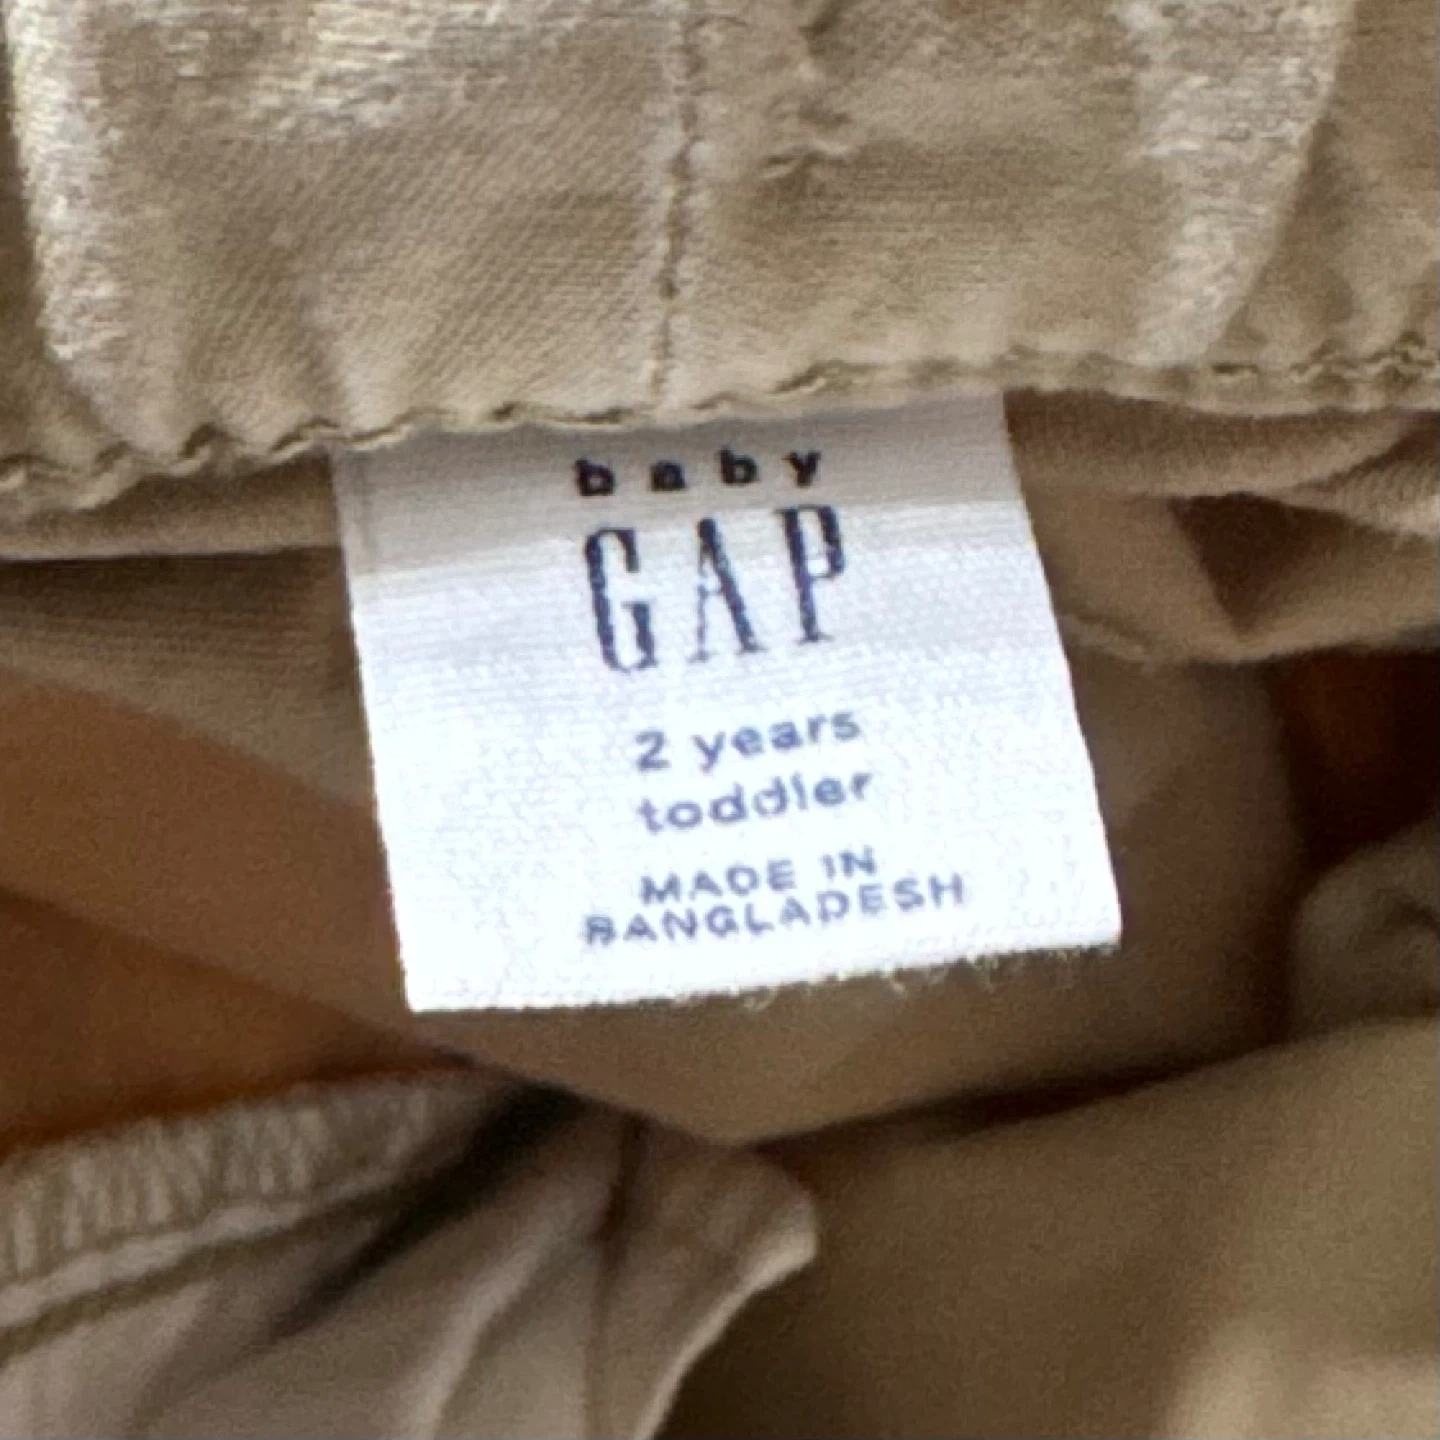 baby
GAP
2 years
toddler
MADE IN
BANGLADESH